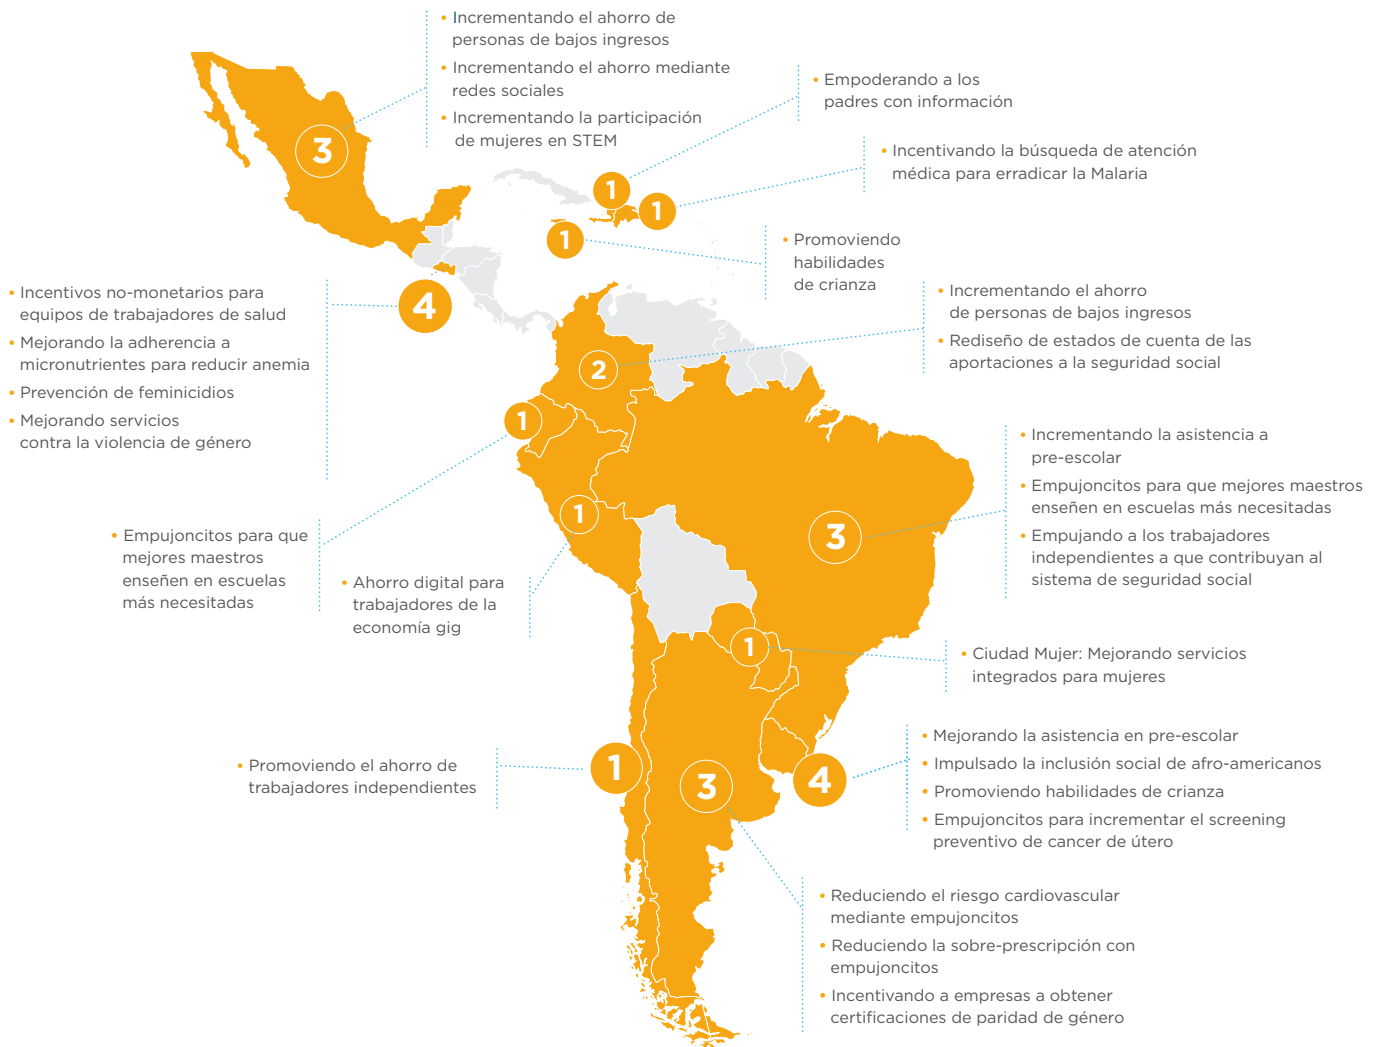 • Incrementando el ahorro de
personas de bajos ingresos
• Incrementando el ahorro mediante
redes sociales
• Incrementando la participación
de mujeres en STEM
3
• Empoderando a los
padres con información
1
• Incentivando la búsqueda de atención
médica para erradicar la Malaria
1
• Promoviendo
habilidades
de crianza
1
• Incentivos no-monetarios para
equipos de trabajadores de salud
• Mejorando la adherencia a
micronutrientes para reducir anemia
• Prevención de feminicidios
• Mejorando servicios
contra la violencia de género
4
• Incrementando el ahorro
de personas de bajos ingresos
• Rediseño de estados de cuenta de las
aportaciones a la seguridad social
2
1
• Empujoncitos para que
mejores maestros
enseñen en escuelas
más necesitadas
1
• Ahorro digital para
trabajadores de la
economía gig
• Incrementando la asistencia a
pre-escolar
• Empujoncitos para que mejores maestros
enseñen en escuelas más necesitadas
• Empujando a los trabajadores
independientes a que contribuyan al
sistema de seguridad social
3
1
• Ciudad Mujer: Mejorando servicios
integrados para mujeres
• Promoviendo el ahorro de
trabajadores independientes
1
3
4
• Mejorando la asistencia en pre-escolar
• Impulsado la inclusión social de afro-americanos
• Promoviendo habilidades de crianza
• Empujoncitos para incrementar el screening
preventivo de cancer de útero
• Reduciendo el riesgo cardiovascular
mediante empujoncitos
• Reduciendo la sobre-prescripción con
empujoncitos
• Incentivando a empresas a obtener
certificaciones de paridad de género